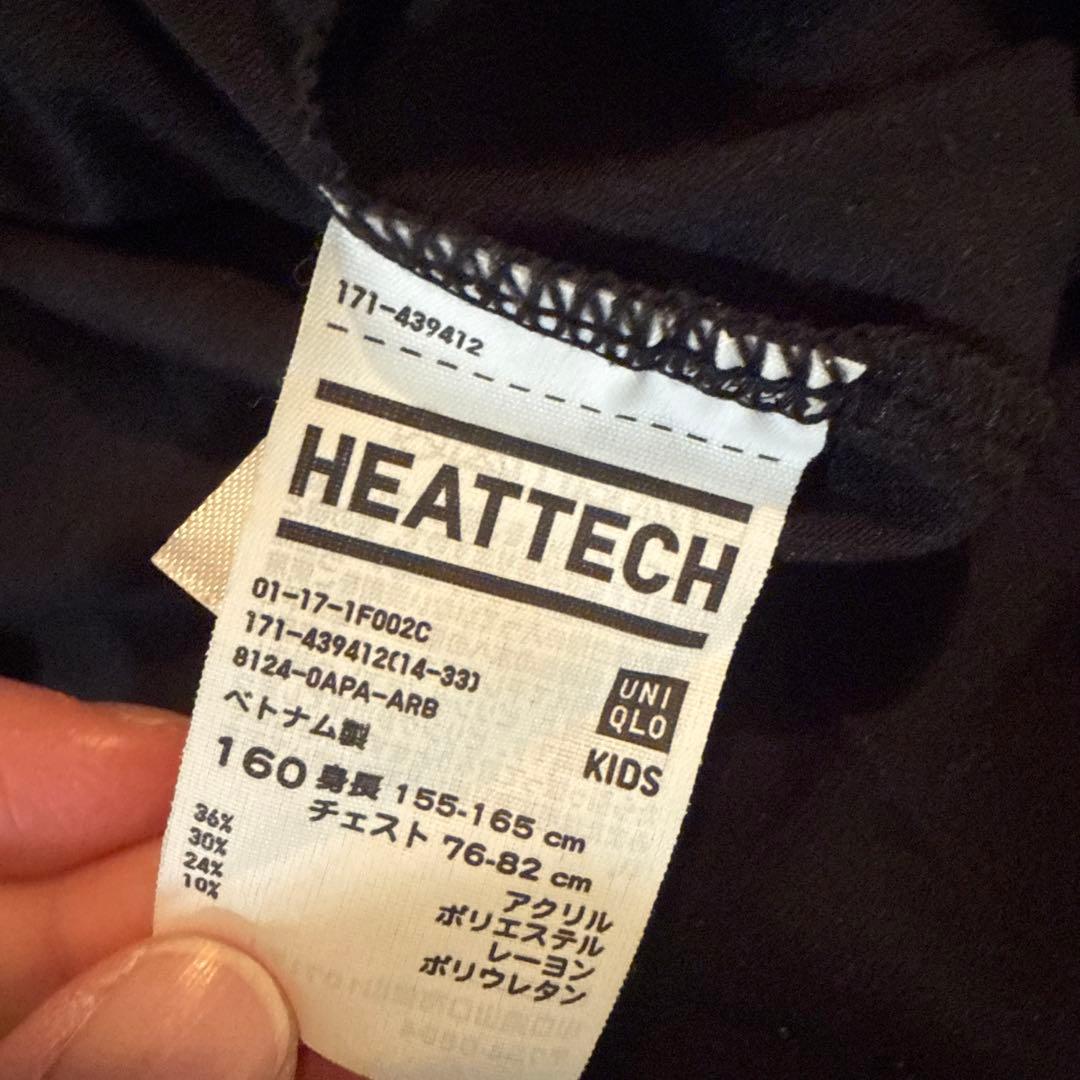 171-439412
HEATTECH
01-17-1F002C
171-439412(14-33)
8124-0APA-ARB
ベトナム製
UNI
QLO
KIDS
160 身長 155-165 cm
チェスト 76-82 cm
36% アクリル
30% ポリエステル
24% レーヨン
10% ポリウレタン